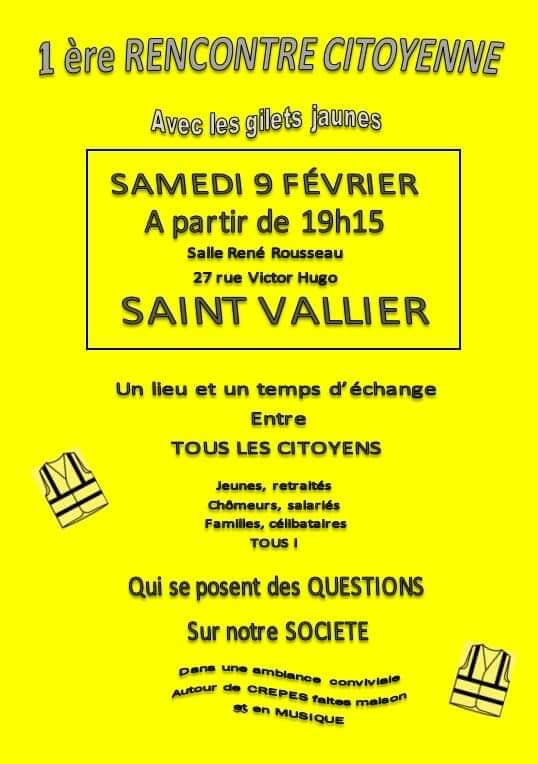 1 ère RENCONTRE CITOYENNE
Avec les gilets jaunes
SAMEDI 9 FÉVRIER
A partir de 19h15
Salle René Rousseau
27 rue Victor Hugo
SAINT VALLIER
Un lieu et un temps d'échange
Entre
TOUS LES CITOYENS
Jeunes, retraités
Chômeurs, salariés
Familles, célibataires
TOUS !
Qui se posent des QUESTIONS
Sur notre SOCIETE
Dans une ambiance conviviale
Autour de CREPES faites maison
et en MUSIQUE